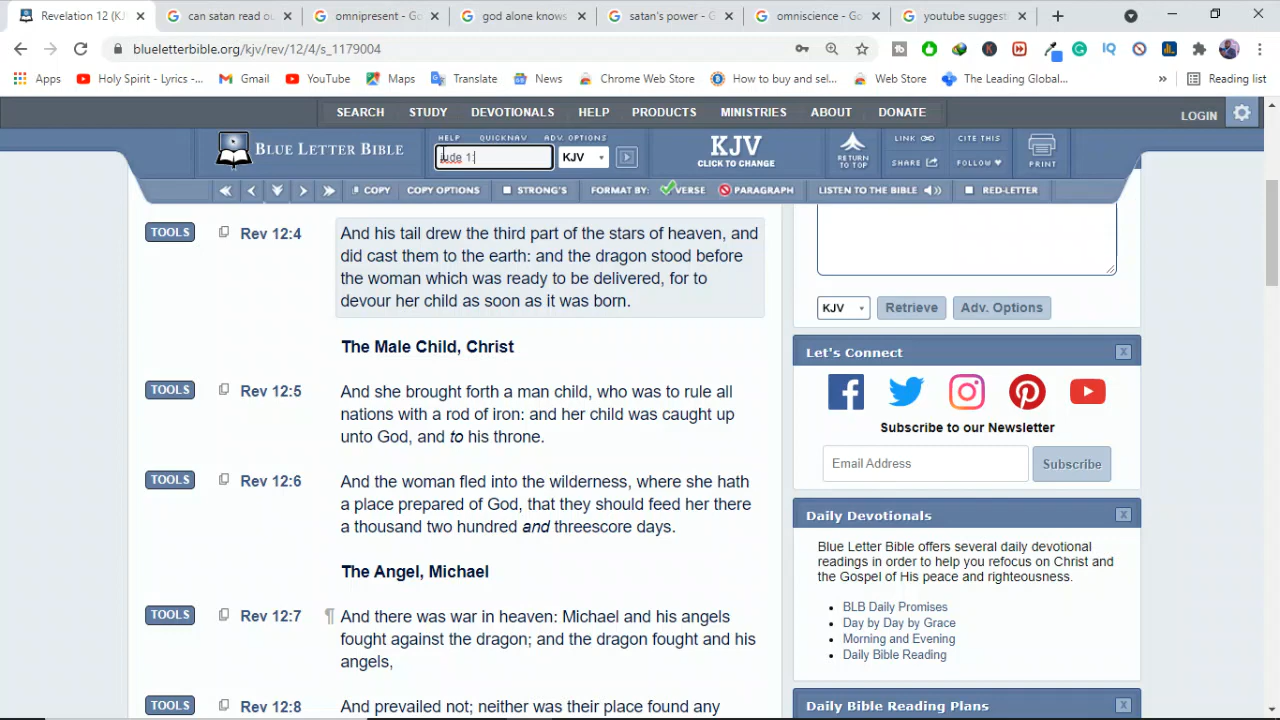 Revelation 12 (KJV
can satan read ou
omnipresent - Goo
god alone knows
satan's power - G
omniscience - Go
youtube suggest
blueletterbible.org/kjv/rev/12/4/s_1179004
Apps
Holy Spirit - Lyrics -...
Gmail
YouTube
Maps
Translate
News
Chrome Web Store
How to buy and sel...
Web Store
The Leading Global...
Reading list
SEARCH
STUDY
DEVOTIONALS
HELP
PRODUCTS
MINISTRIES
ABOUT
DONATE
LOGIN
BLUE LETTER BIBLE
HELP
QUICKNAV
ADV. OPTIONS
jude 1:
KJV
KJV
CLICK TO CHANGE
RETURN
TO TOP
LINK
SHARE
CITE THIS
FOLLOW
PRINT
COPY
COPY OPTIONS
STRONG'S
FORMAT BY:
VERSE
PARAGRAPH
LISTEN TO THE BIBLE
RED-LETTER
TOOLS
Rev 12:4
And his tail drew the third part of the stars of heaven, and
did cast them to the earth: and the dragon stood before
the woman which was ready to be delivered, for to
devour her child as soon as it was born.
The Male Child, Christ
TOOLS
Rev 12:5
And she brought forth a man child, who was to rule all
nations with a rod of iron: and her child was caught up
unto God, and to his throne.
TOOLS
Rev 12:6
And the woman fled into the wilderness, where she hath
a place prepared of God, that they should feed her there
a thousand two hundred and threescore days.
The Angel, Michael
TOOLS
Rev 12:7
¶ And there was war in heaven: Michael and his angels
fought against the dragon; and the dragon fought and his
angels,
TOOLS
Rev 12:8
And prevailed not; neither was their place found any
KJV
Retrieve
Adv. Options
Let's Connect
Subscribe to our Newsletter
Email Address
Subscribe
Daily Devotionals
Blue Letter Bible offers several daily devotional
readings in order to help you refocus on Christ and
the Gospel of His peace and righteousness.
BLB Daily Promises
Day by Day by Grace
Morning and Evening
Daily Bible Reading
Daily Bible Reading Plans